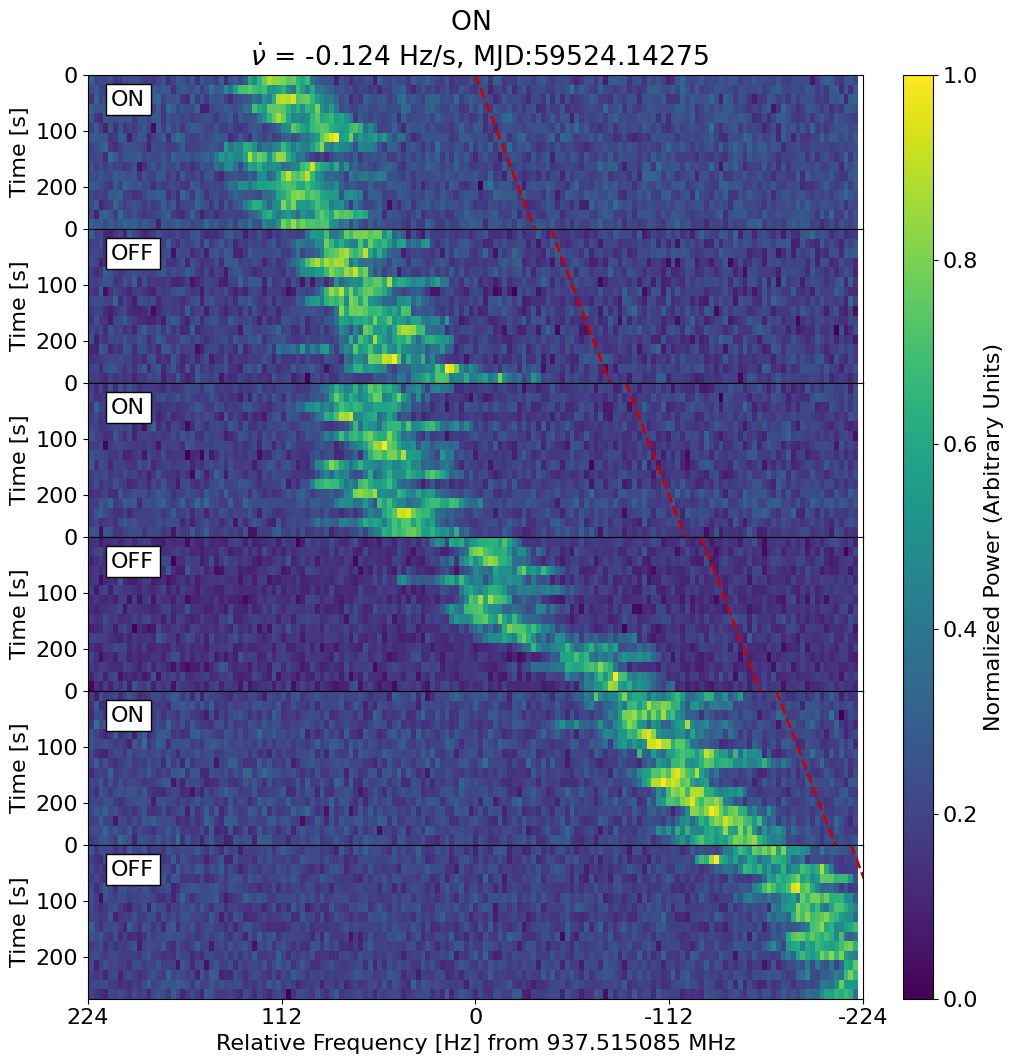 ON
ν̇ = -0.124 Hz/s, MJD:59524.14275
0
100
200
Time [s]
ON
0
100
200
Time [s]
OFF
0
100
200
Time [s]
ON
0
100
200
Time [s]
OFF
0
100
200
Time [s]
ON
0
100
200
Time [s]
OFF
224 112 0 -112 -224
Relative Frequency [Hz] from 937.515085 MHz
1.0
0.8
0.6
0.4
0.2
0.0
Normalized Power (Arbitrary Units)